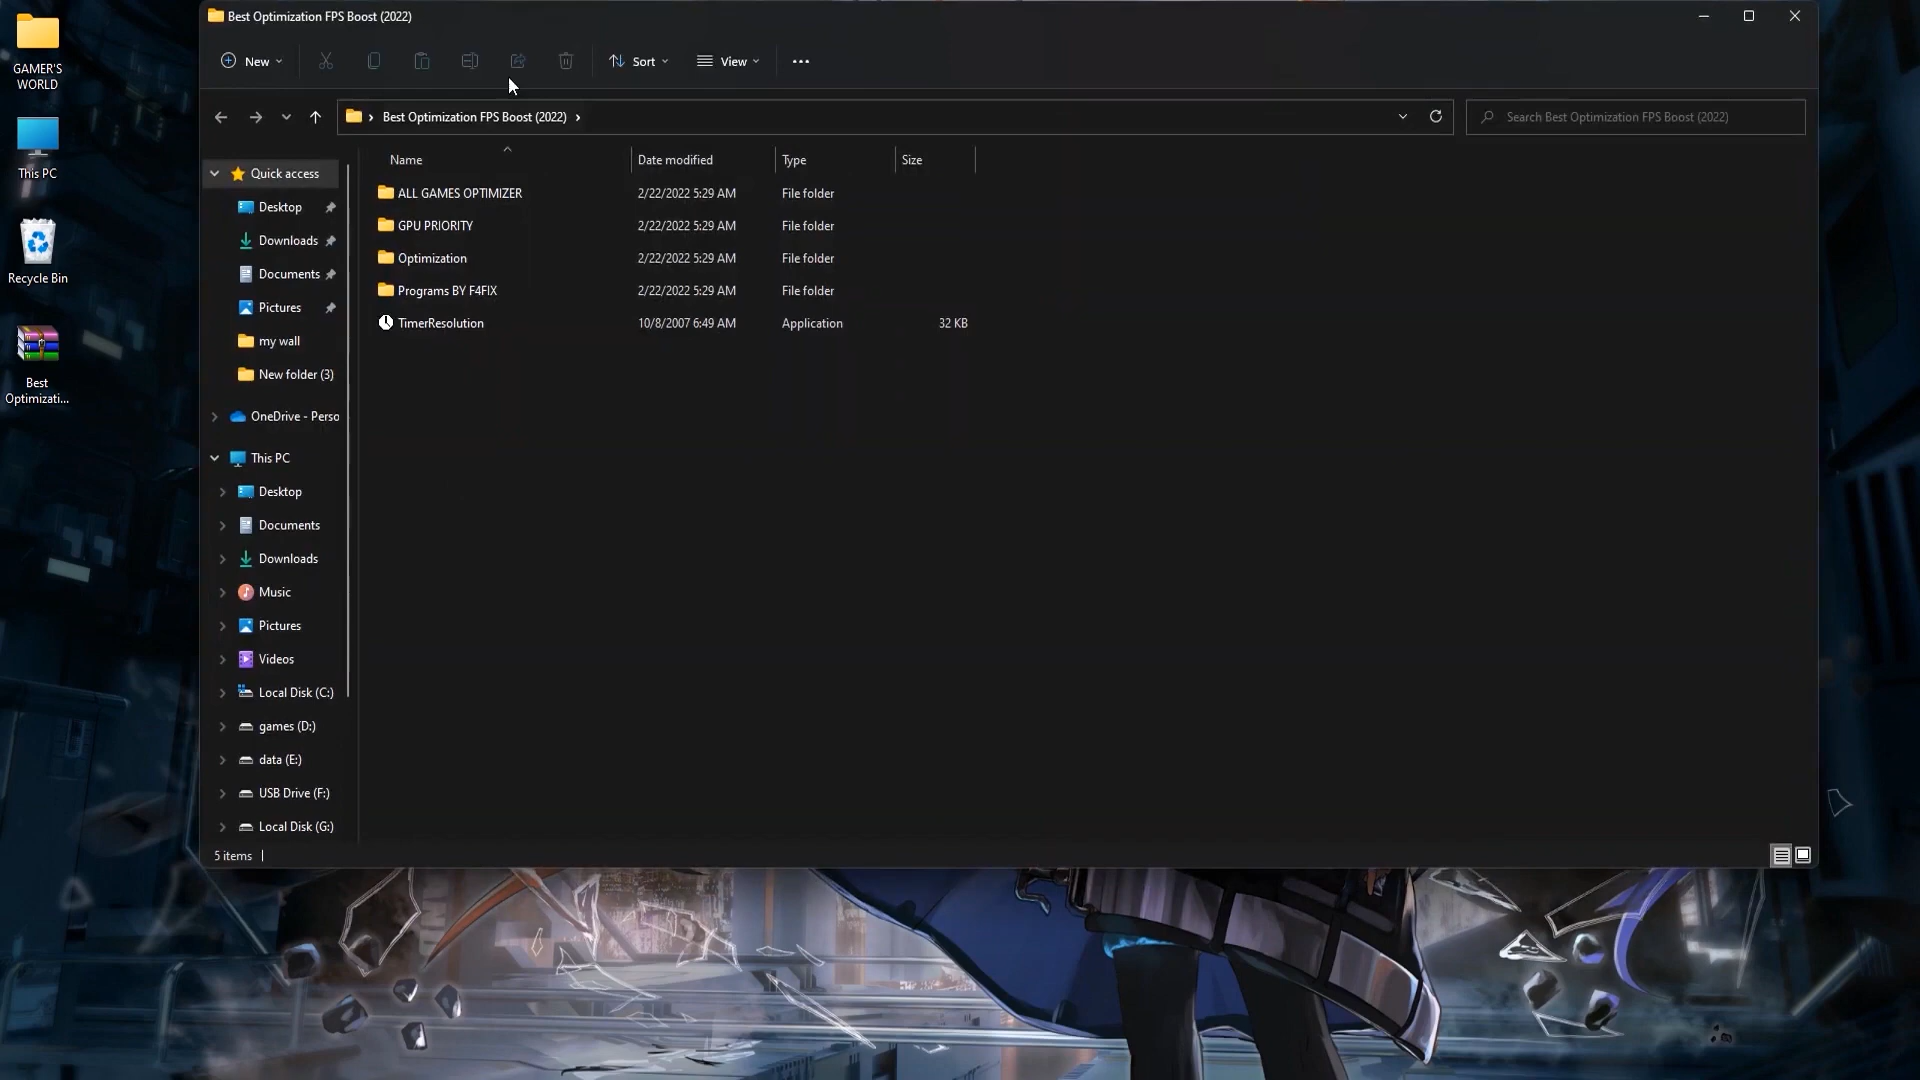 GAMER'S
WORLD
This PC
Recycle Bin
Best
Optimizati...
Best Optimization FPS Boost (2022)
New
Sort
View
Best Optimization FPS Boost (2022)
Search Best Optimization FPS Boost (2022)
Quick access
Desktop
Downloads
Documents
Pictures
my wall
New folder (3)
OneDrive - Perso
This PC
Desktop
Documents
Downloads
Music
Pictures
Videos
Local Disk (C:)
games (D:)
data (E:)
USB Drive (F:)
Local Disk (G:)
Name Date modified Type Size
ALL GAMES OPTIMIZER 2/22/2022 5:29 AM File folder
GPU PRIORITY 2/22/2022 5:29 AM File folder
Optimization 2/22/2022 5:29 AM File folder
Programs BY F4FIX 2/22/2022 5:29 AM File folder
TimerResolution 10/8/2007 6:49 AM Application 32 KB
5 items